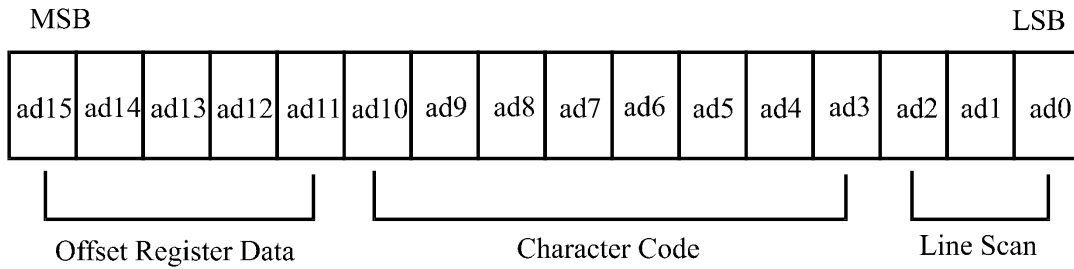 MSB LSB
ad15 ad14 ad13 ad12 ad11 ad10 ad9 ad8 ad7 ad6 ad5 ad4 ad3 ad2 ad1 ad0
Offset Register Data Character Code Line Scan